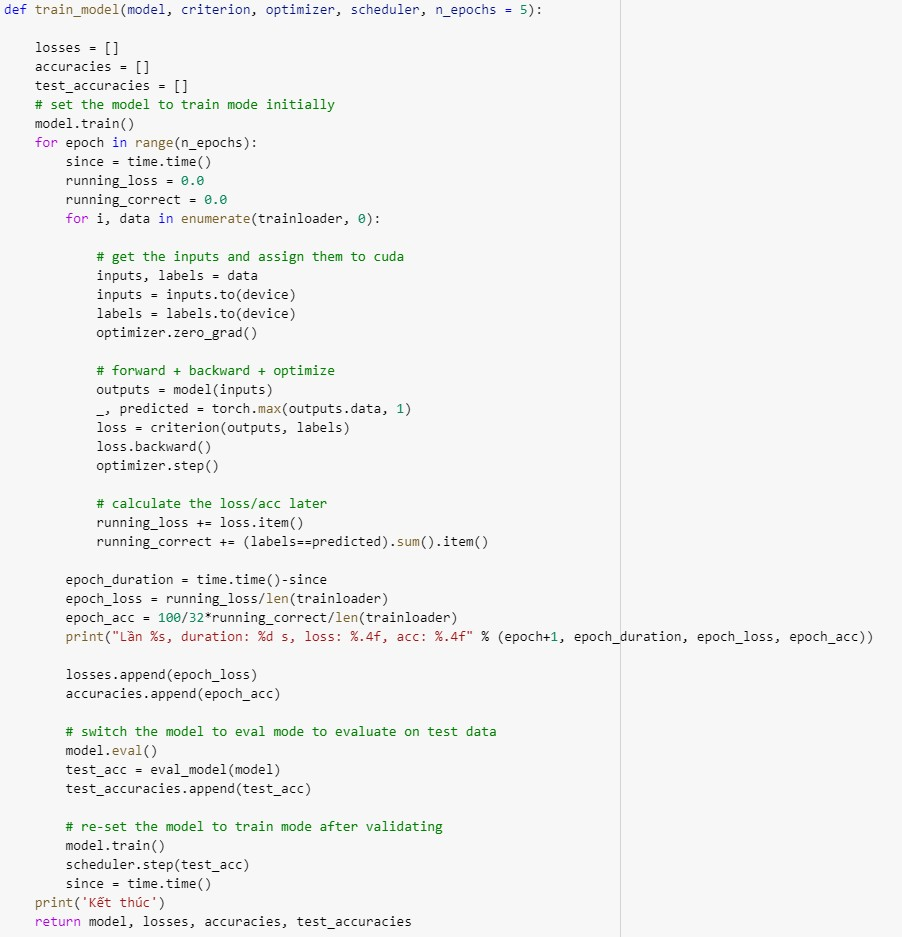 def train_model(model, criterion, optimizer, scheduler, n_epochs = 5):
losses = []
accuracies = []
test_accuracies = []
# set the model to train mode initially
model.train()
for epoch in range(n_epochs):
since = time.time()
running_loss = 0.0
running_correct = 0.0
for i, data in enumerate(trainloader, 0):
# get the inputs and assign them to cuda
inputs, labels = data
inputs = inputs.to(device)
labels = labels.to(device)
optimizer.zero_grad()
# forward + backward + optimize
outputs = model(inputs)
_, predicted = torch.max(outputs.data, 1)
loss = criterion(outputs, labels)
loss.backward()
optimizer.step()
# calculate the loss/acc later
running_loss += loss.item()
running_correct += (labels==predicted).sum().item()
epoch_duration = time.time()-since
epoch_loss = running_loss/len(trainloader)
epoch_acc = 100/32*running_correct/len(trainloader)
print("Lần %s, duration: %d s, loss: %.4f, acc: %.4f" % (epoch+1, epoch_duration, epoch_loss, epoch_acc))
losses.append(epoch_loss)
accuracies.append(epoch_acc)
# switch the model to eval mode to evaluate on test data
model.eval()
test_acc = eval_model(model)
test_accuracies.append(test_acc)
# re-set the model to train mode after validating
model.train()
scheduler.step(test_acc)
since = time.time()
print('Kết thúc')
return model, losses, accuracies, test_accuracies